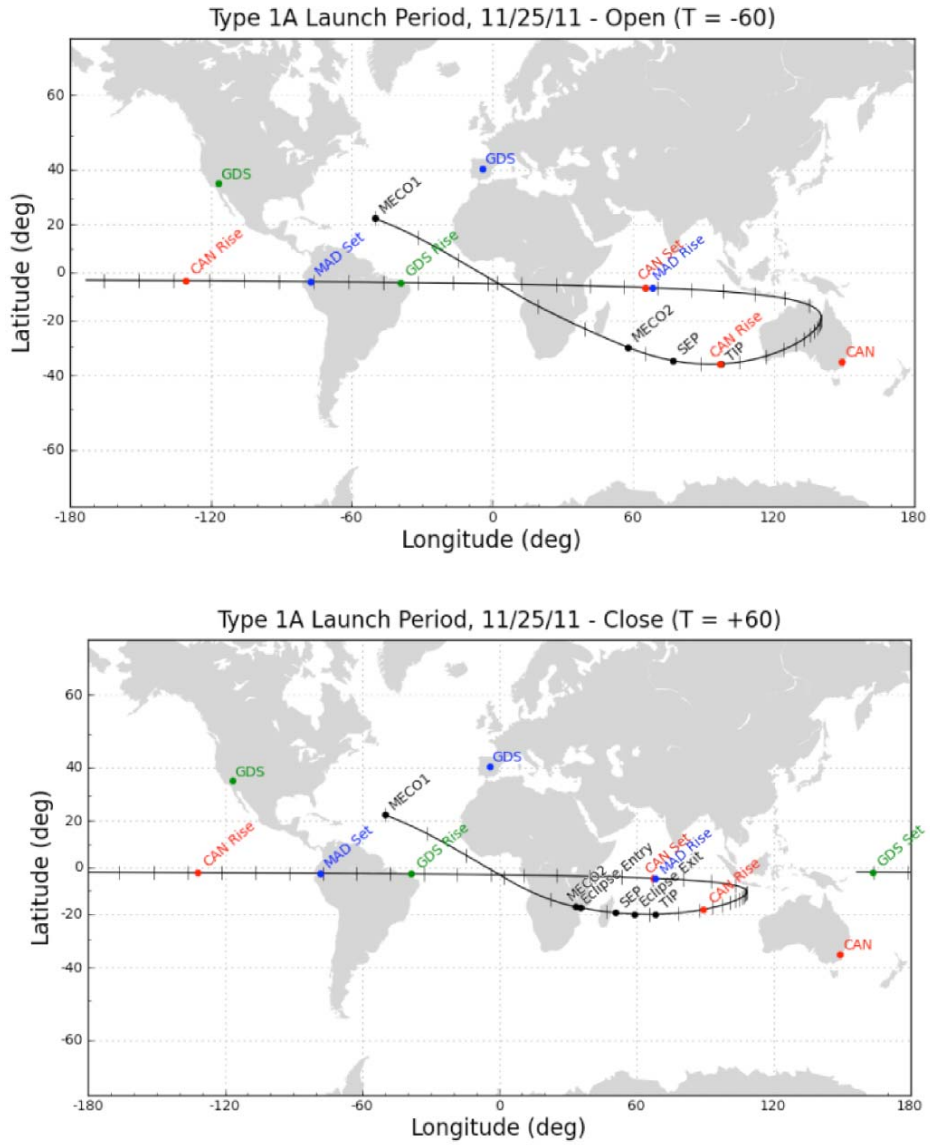 Type 1A Launch Period, 11/25/11 - Open (T = -60)
60
GDS
GDS
40
MECO1
20
CAN Rise
MAD Set
GDS Rise
CAN Set
MAD Rise
0
-20
MECO2
SEP
CAN Rise
TIP
CAN
-40
-60
Latitude (deg)
-180 -120 -60 0 60 120 180
Longitude (deg)
Type 1A Launch Period, 11/25/11 - Close (T = +60)
60
GDS
GDS
40
MECO1
20
CAN Rise
MAD Set
GDS Rise
CAN Set
MAD Rise
GDS Set
0
MECO2
Eclipse Entry
SEP
Eclipse Exit
TIP
CAN Rise
-20
CAN
-40
-60
Latitude (deg)
-180 -120 -60 0 60 120 180
Longitude (deg)